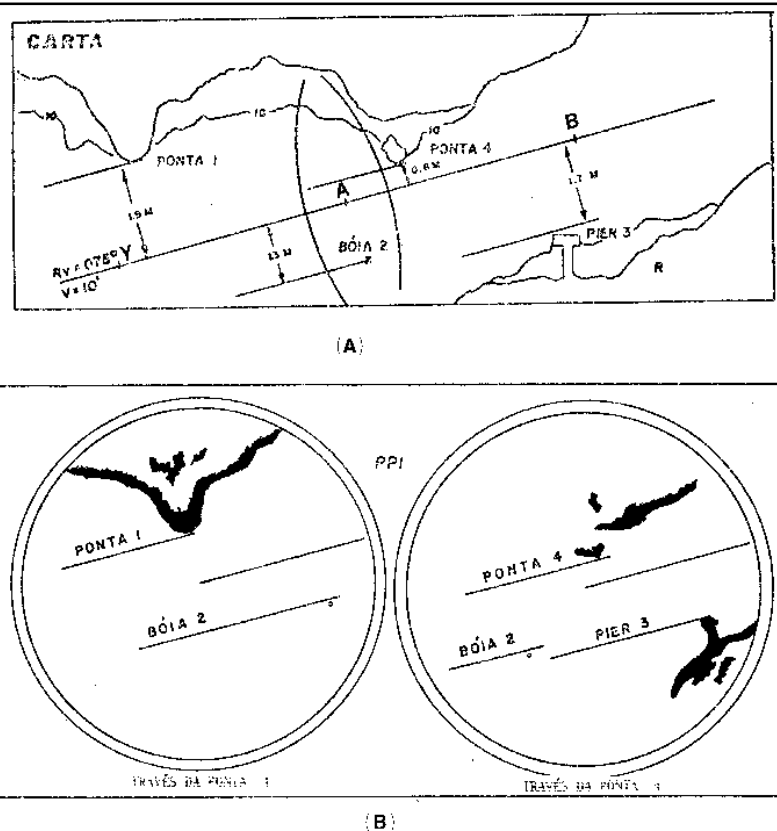 CARTA
10
PONTA 1
10
10
PONTA 4
0,8 M
B
1.7 M
1.9 M
A
BÓIA 2
PIER 3
R
Rv = 075° Y
V = 10'
1.3 M
(A)
PPI
PONTA 1
BÓIA 2
PONTA 4
BÓIA 2
PIER 3
TRAVÉS DA PONTA 1
TRAVÉS DA PONTA 4
(B)